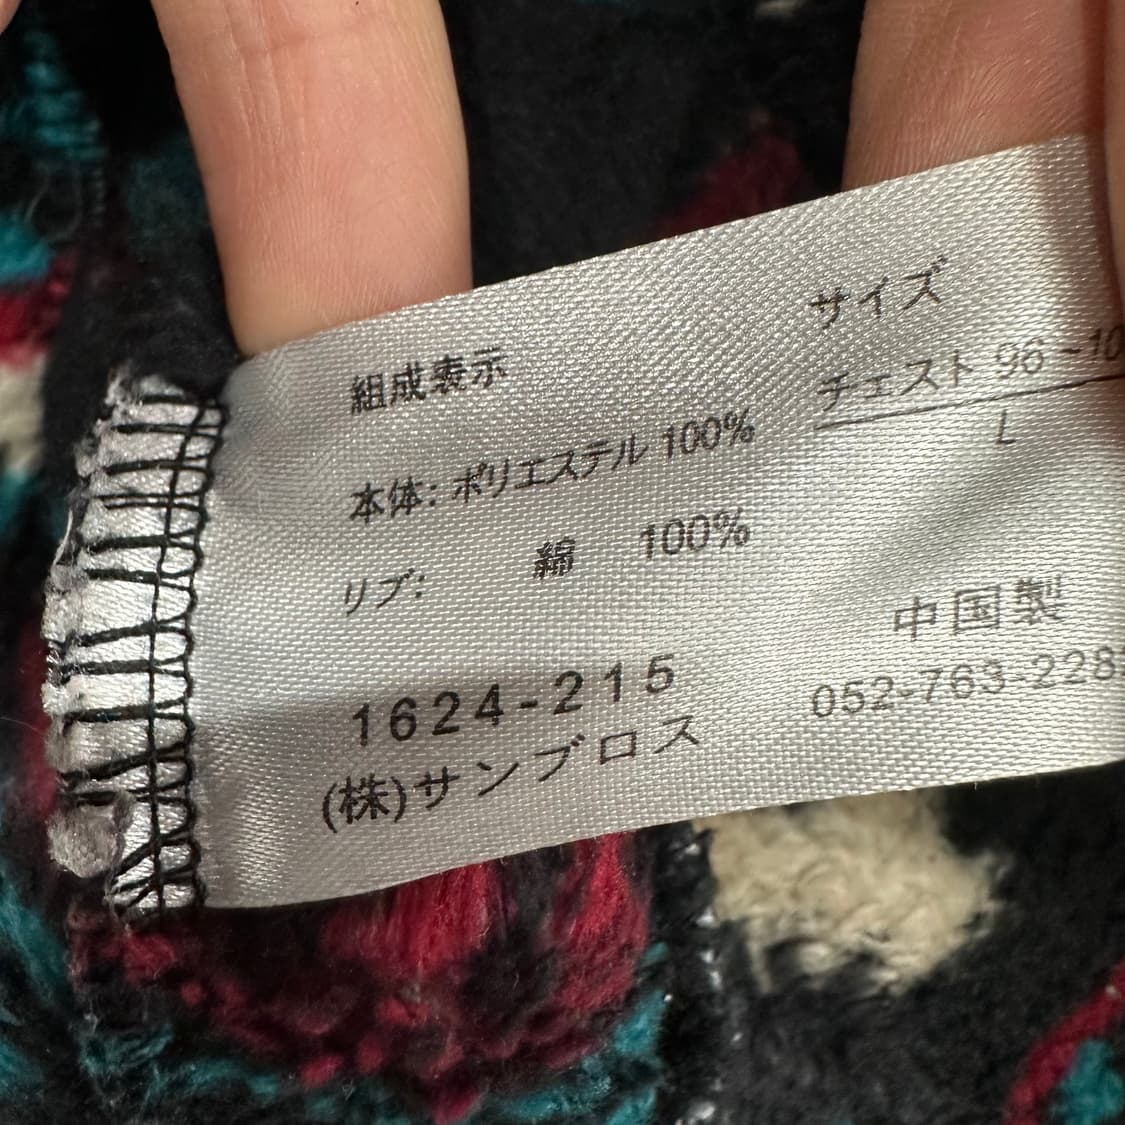 組成表示
本体: ポリエステル 100%
リブ: 綿 100%
1624-215
(株)サンブロス
サイズ
チェスト 96~10
L
中国製
052-763-228